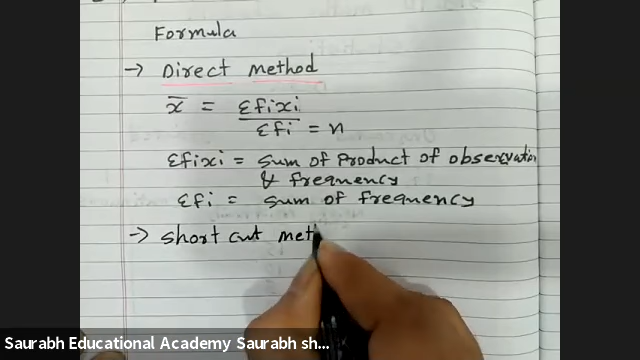 Formula
→ Direct method
x̄ = Σfixi
Σfi = n
Σfixi = sum of product of observation
& frequency
Σfi = sum of frequency
→ short cut met
Saurabh Educational Academy Saurabh sh...